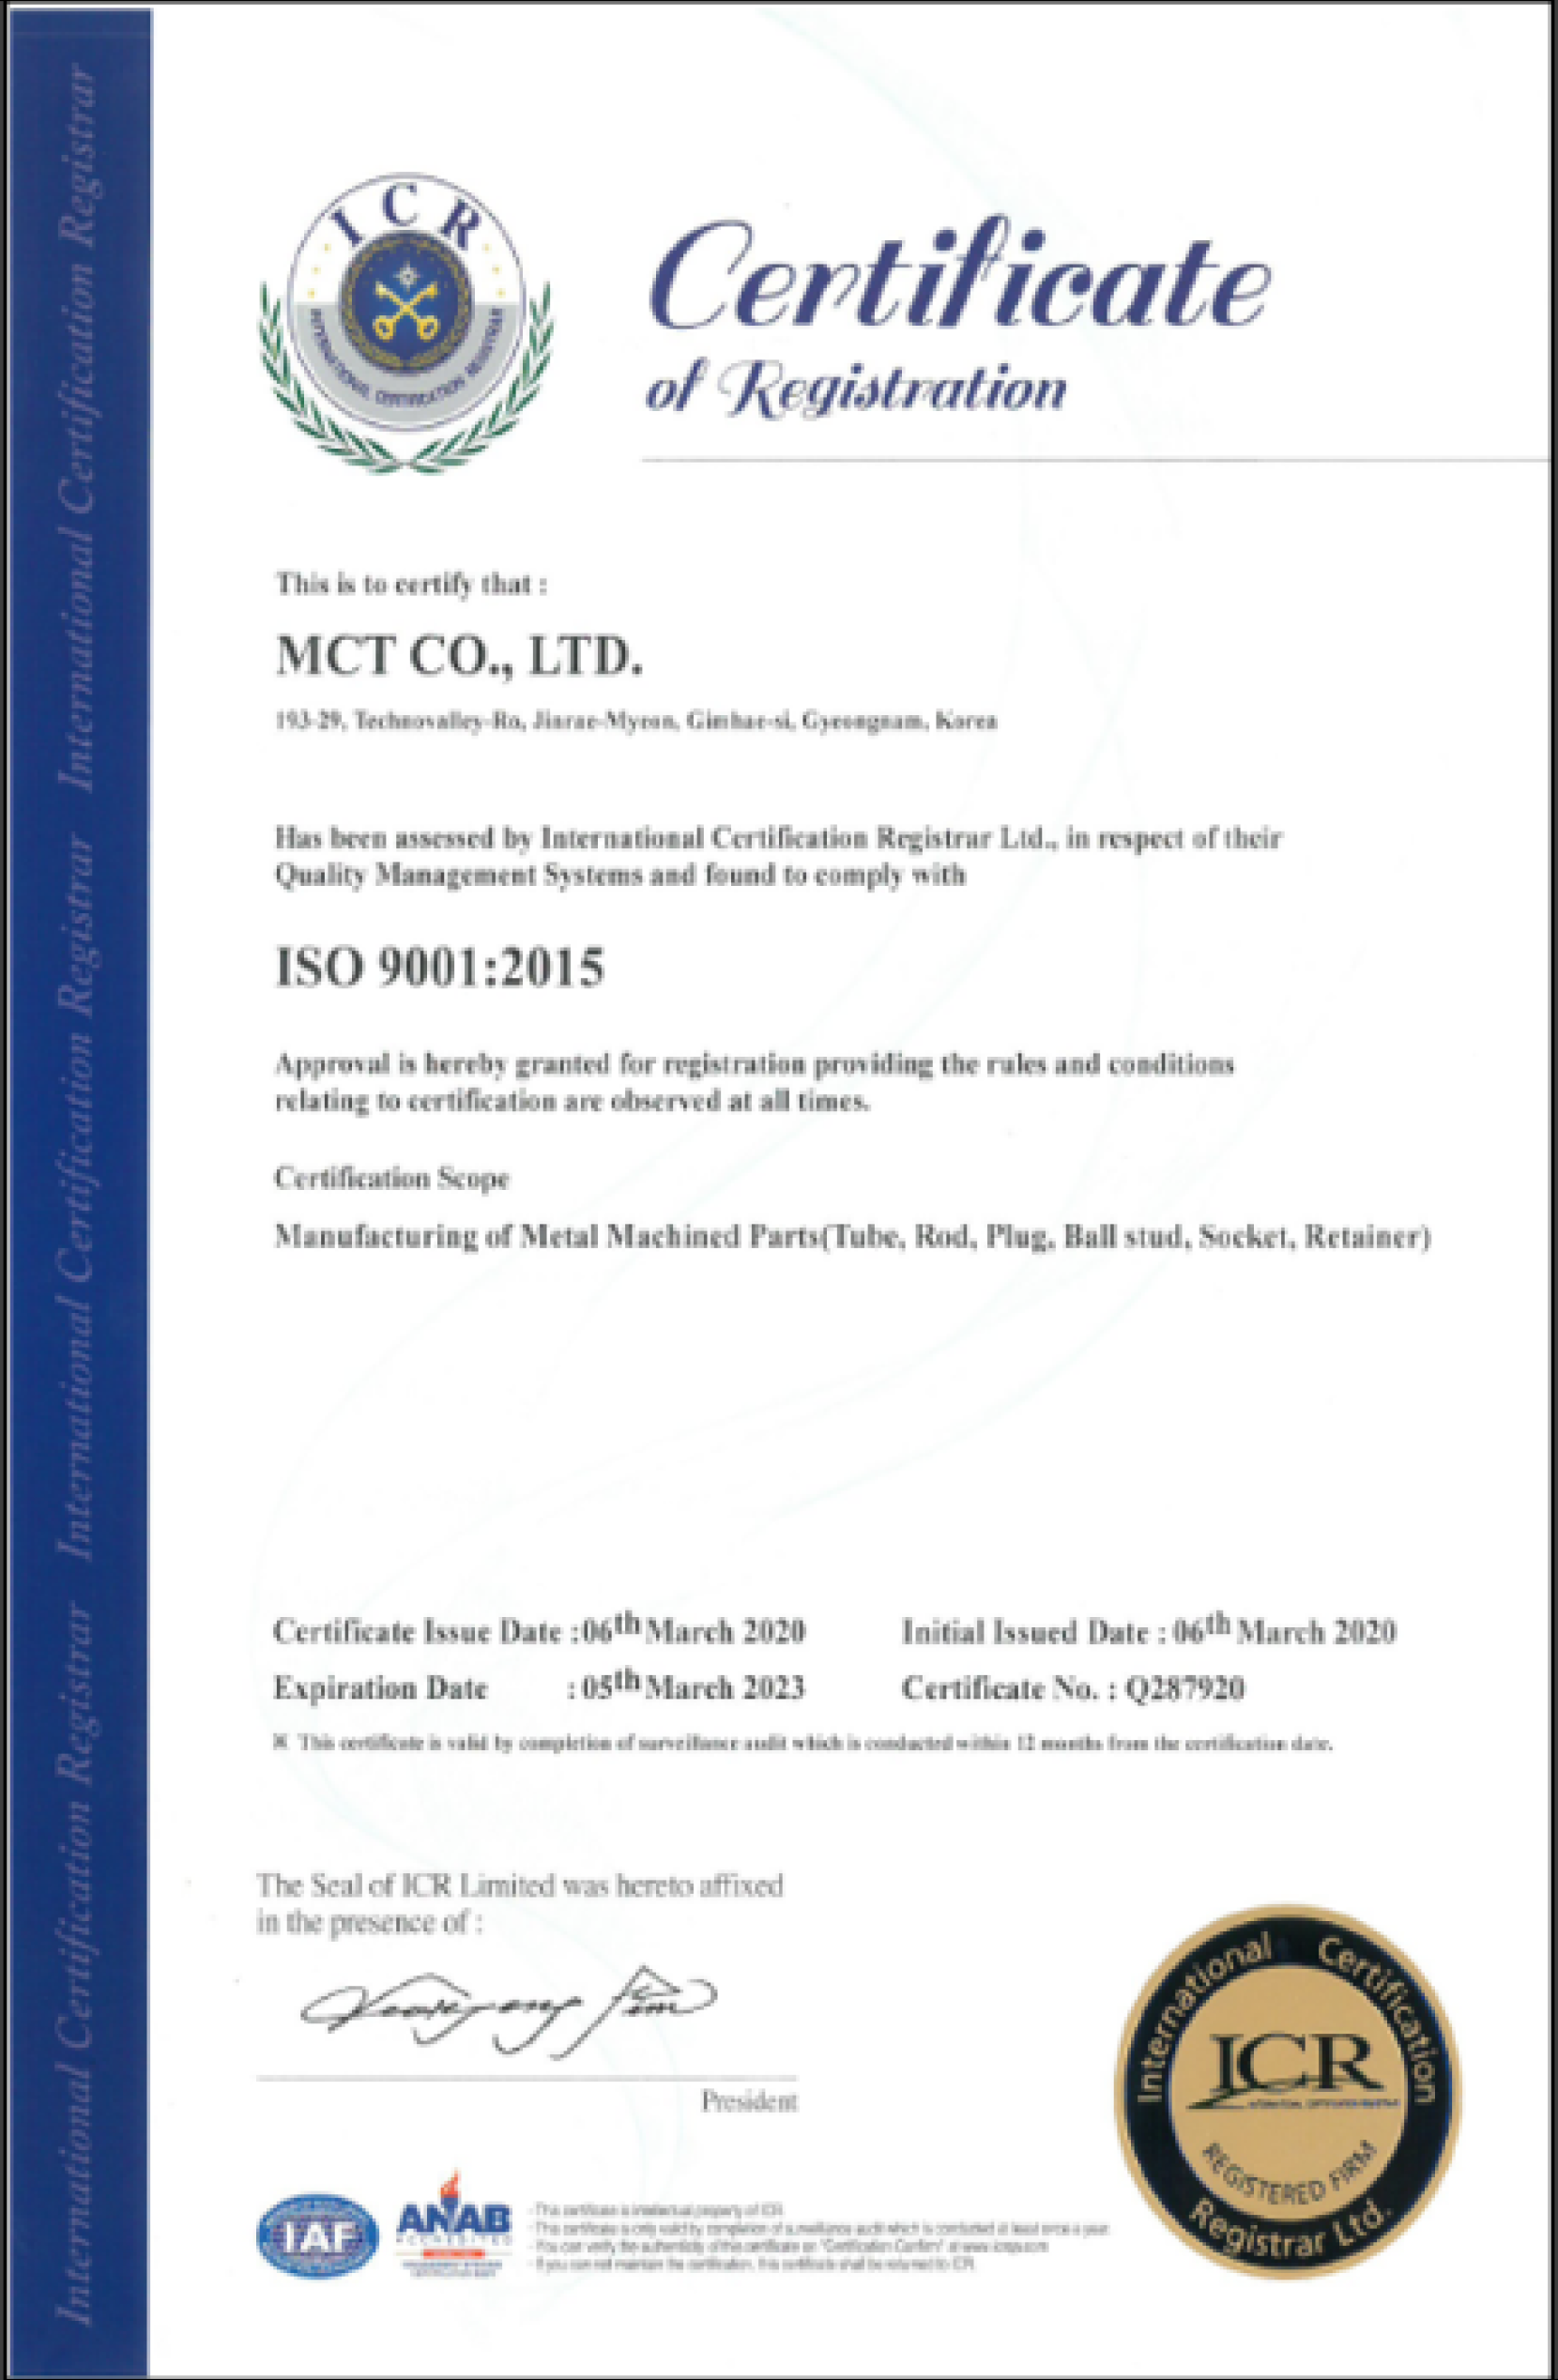 International Certification Registrar International Certification Registrar International Certification Registrar
I C R
INTERNATIONAL CERTIFICATION REGISTRAR
Certificate
of Registration
This is to certify that :
MCT CO., LTD.
193-29, Technovalley-Ro, Jinrae-Myeon, Gimhae-si, Gyeongnam, Korea
Has been assessed by International Certification Registrar Ltd., in respect of their
Quality Management Systems and found to comply with
ISO 9001:2015
Approval is hereby granted for registration providing the rules and conditions
relating to certification are observed at all times.
Certification Scope
Manufacturing of Metal Machined Parts(Tube, Rod, Plug, Ball stud, Socket, Retainer)
Certificate Issue Date :06th March 2020
Initial Issued Date : 06th March 2020
Expiration Date : 05th March 2023
Certificate No. : Q287920
※ This certificate is valid by completion of surveillance audit which is conducted within 12 months from the certification date.
The Seal of ICR Limited was hereto affixed
in the presence of :
President
IAF
ANAB
ACCREDITED
- This certificate is intellectual property of ICR
- This certificate is only valid by completion of surveillance audit which is conducted at least once a year
- You can verify the authenticity of this certificate on "Certification Confirm" at
- If you can not maintain the certification, this certificate shall be returned to ICR
International Certification
ICR
REGISTERED FIRM
Registrar Ltd.